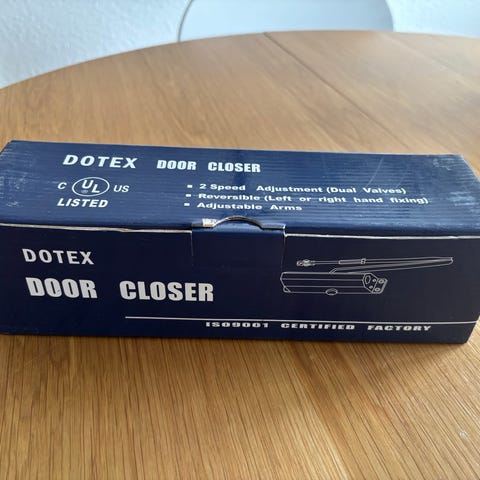 DOTEX DOOR CLOSER
C UL US
LISTED
▪ 2 Speed Adjustment (Dual Valves)
▪ Reversible (Left or right hand fixing)
▪ Adjustable Arms
DOTEX
DOOR CLOSER
ISO9001 CERTIFIED FACTORY